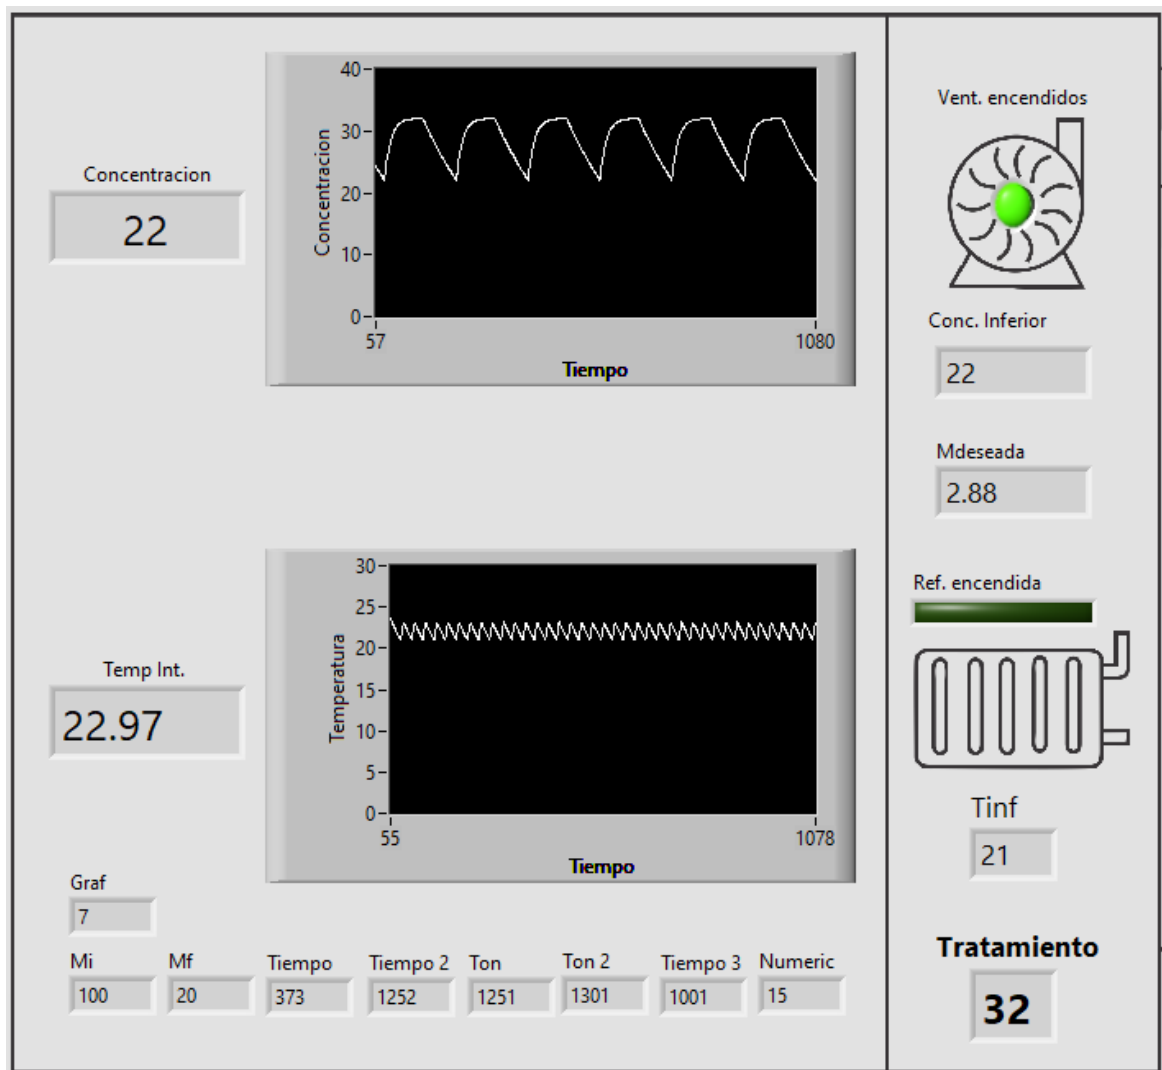 Concentracion
22
Concentracion
40
30
20
10
0
57
1080
Tiempo
Temp Int.
22.97
Temperatura
30
25
20
15
10
5
0
55
1078
Tiempo
Graf
7
Mi
Mf
Tiempo
Tiempo 2
Ton
Ton 2
Tiempo 3
Numeric
100
20
373
1252
1251
1301
1001
15
Vent. encendidos
Conc. Inferior
22
Mdeseada
2.88
Ref. encendida
Tinf
21
Tratamiento
32